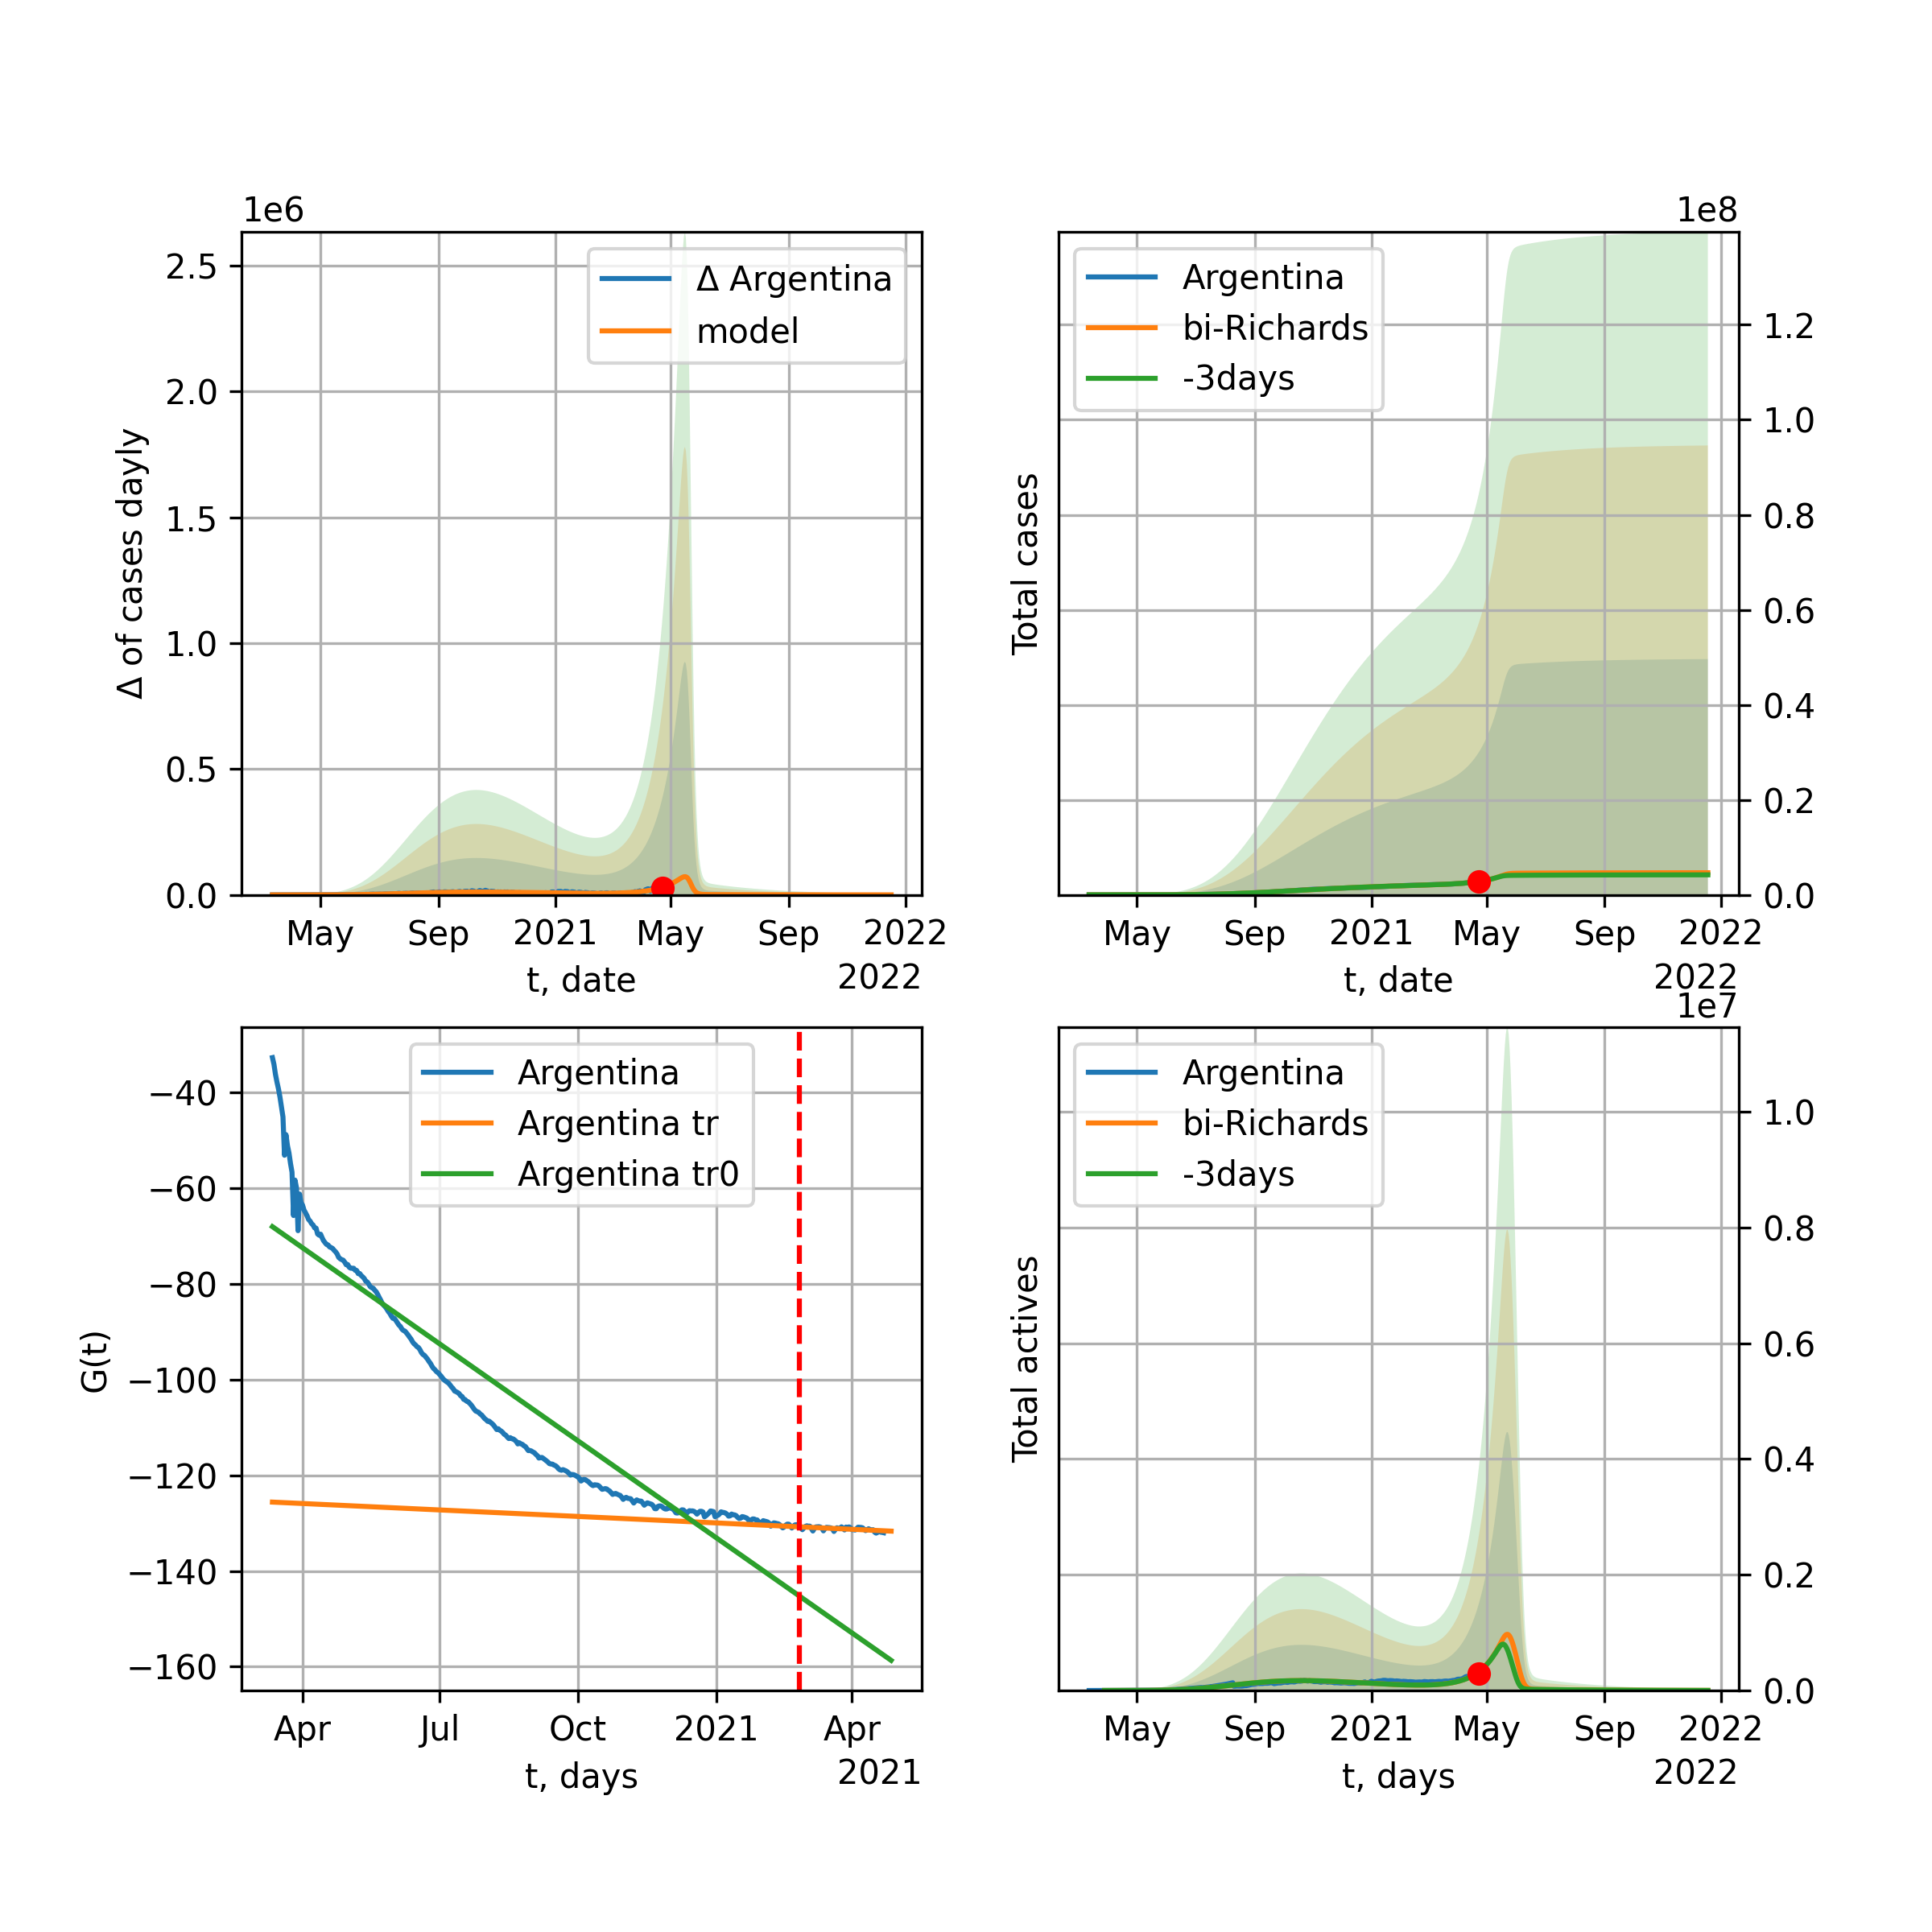 1e6
2.5
2.0
1.5
1.0
0.5
0.0
Δ of cases dayly
Δ Argentina
model
May Sep 2021 May Sep 2022
t, date 2022
1e8
Argentina
bi-Richards
-3days
Total cases
1.2
1.0
0.8
0.6
0.4
0.2
0.0
May Sep 2021 May Sep 2022
t, date 2022
−40
−60
−80
−100
−120
−140
−160
G(t)
Argentina
Argentina tr
Argentina tr0
Apr Jul Oct 2021 Apr
t, days 2021
1e7
Argentina
bi-Richards
-3days
Total actives
1.0
0.8
0.6
0.4
0.2
0.0
May Sep 2021 May Sep 2022
t, days 2022